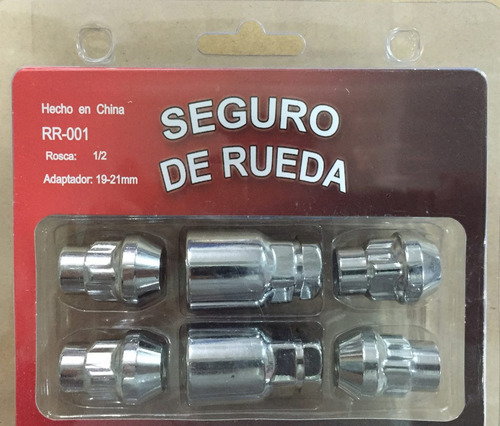 Hecho en China
RR-001
Rosca: 1/2
Adaptador: 19-21mm
SEGURO
DE RUEDA